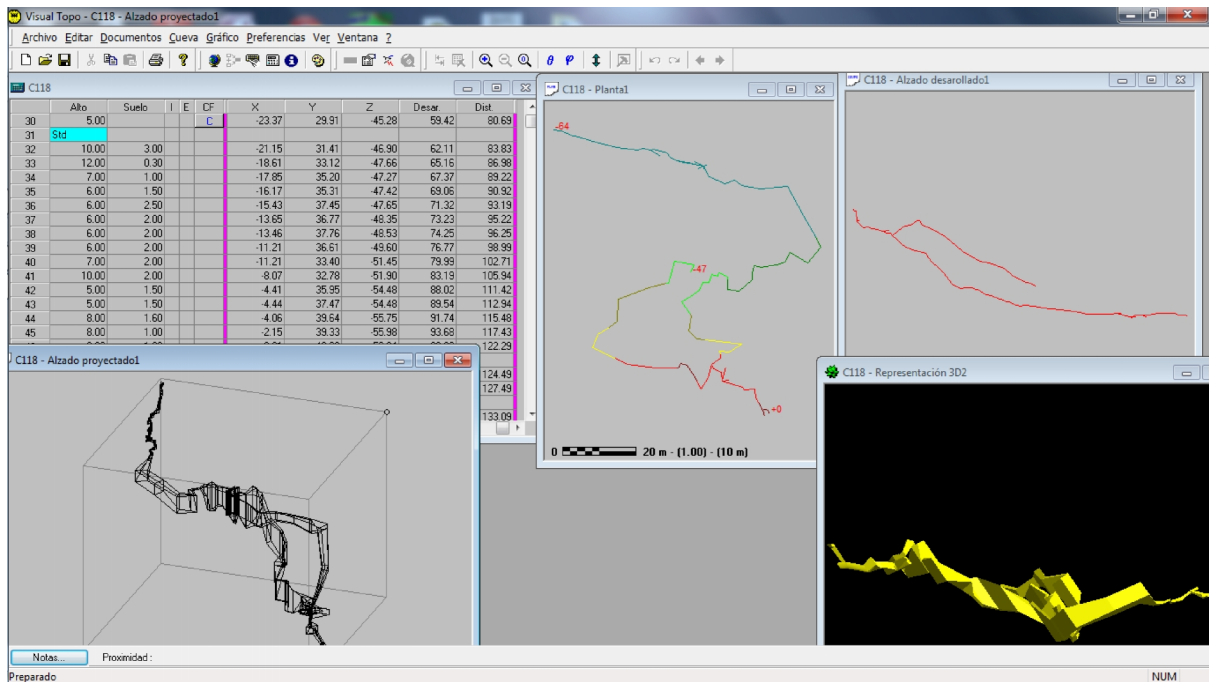 Visual Topo - C118 - Alzado proyectado1
Archivo Editar Documentos Cueva Gráfico Preferencias Ver Ventana ?
C118
Alto Suelo I E CF X Y Z Desar. Dist.
30 5.00 C -23.37 29.91 -45.28 59.42 80.69
31 Std
32 10.00 3.00 -21.15 31.41 -46.90 62.11 83.83
33 12.00 0.30 -18.61 33.12 -47.66 65.16 86.98
34 7.00 1.00 -17.85 35.20 -47.27 67.37 89.22
35 6.00 1.50 -16.17 35.31 -47.42 69.06 90.92
36 6.00 2.50 -15.43 37.45 -47.65 71.32 93.19
37 6.00 2.00 -13.65 36.77 -48.35 73.23 95.22
38 6.00 2.00 -13.46 37.76 -48.53 74.25 96.25
39 6.00 2.00 -11.21 36.61 -49.60 76.77 98.99
40 7.00 2.00 -11.21 33.40 -51.45 79.99 102.71
41 10.00 2.00 -8.07 32.78 -51.90 83.19 105.94
42 5.00 1.50 -4.41 35.95 -54.48 88.02 111.42
43 5.00 1.50 -4.44 37.47 -54.48 89.54 112.94
44 8.00 1.60 -4.06 39.64 -55.75 91.74 115.48
45 8.00 1.00 -2.15 39.33 -55.98 93.68 117.43
122.29
124.49
127.49
133.09
C118 - Planta1
-64
-47
+0
0 20 m - (1.00) - (10 m)
C118 - Alzado desarollado1
C118 - Alzado proyectado1
C118 - Representación 3D2
Notas... Proximidad :
Preparado NUM